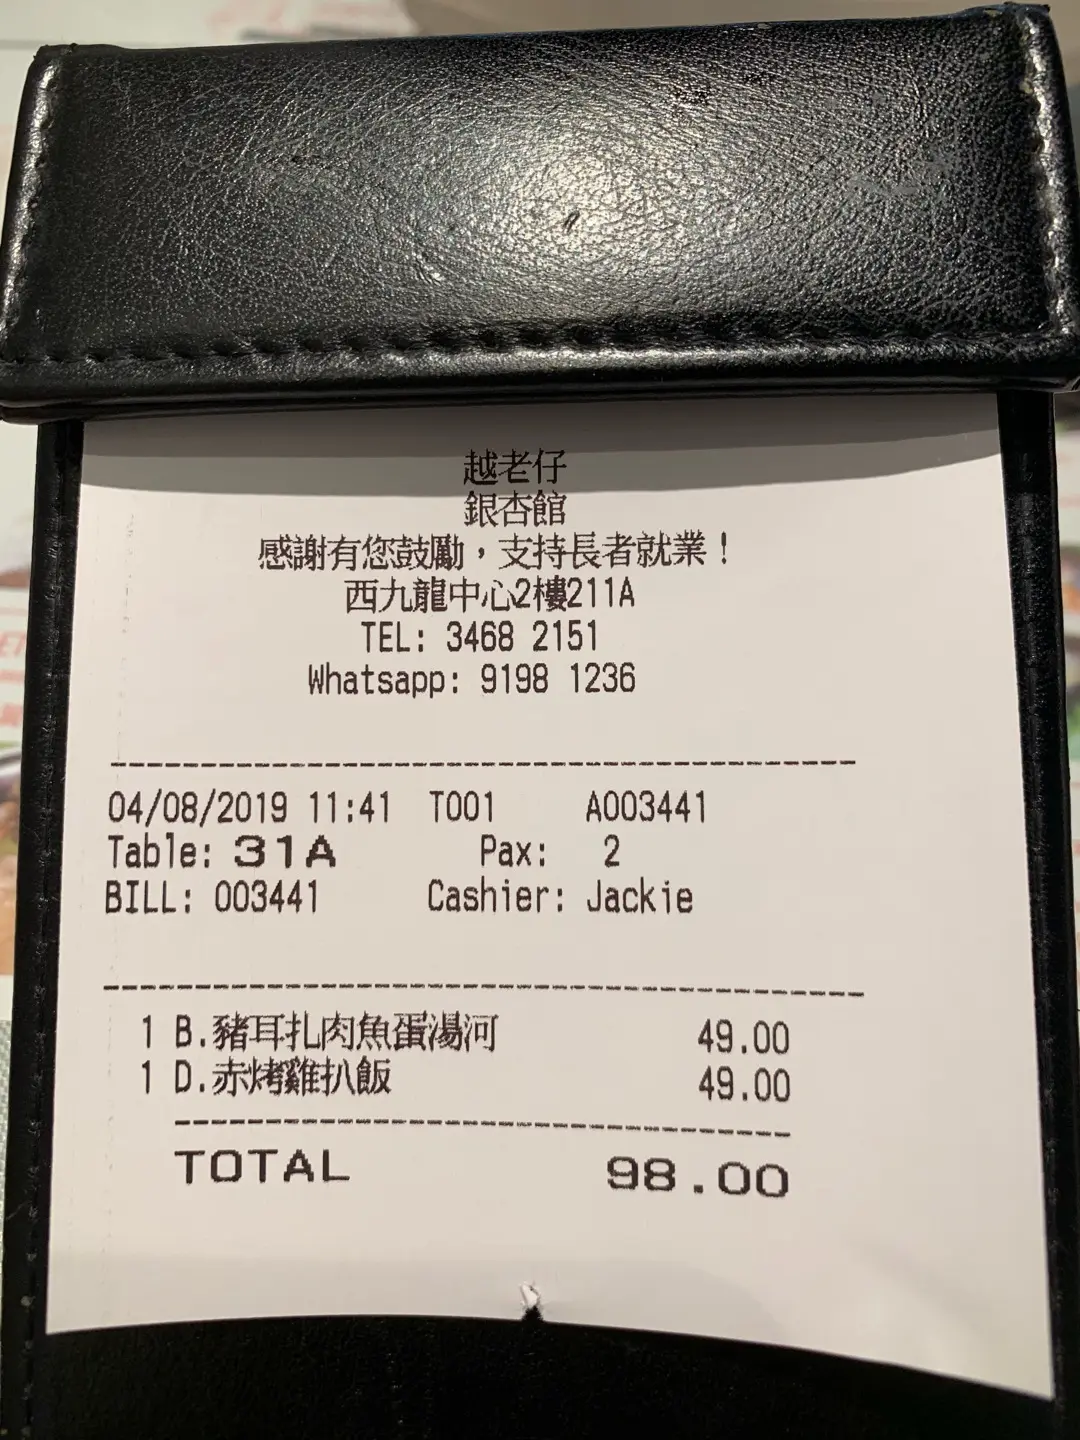 越老仔
銀杏館
感謝有您鼓勵，支持長者就業！
西九龍中心2樓211A
TEL: 3468 2151
Whatsapp: 9198 1236
04/08/2019 11:41 T001 A003441
Table: 31A Pax: 2
BILL: 003441 Cashier: Jackie
1 B.豬耳扎肉魚蛋湯河 49.00
1 D.赤烤雞扒飯 49.00
TOTAL 98.00